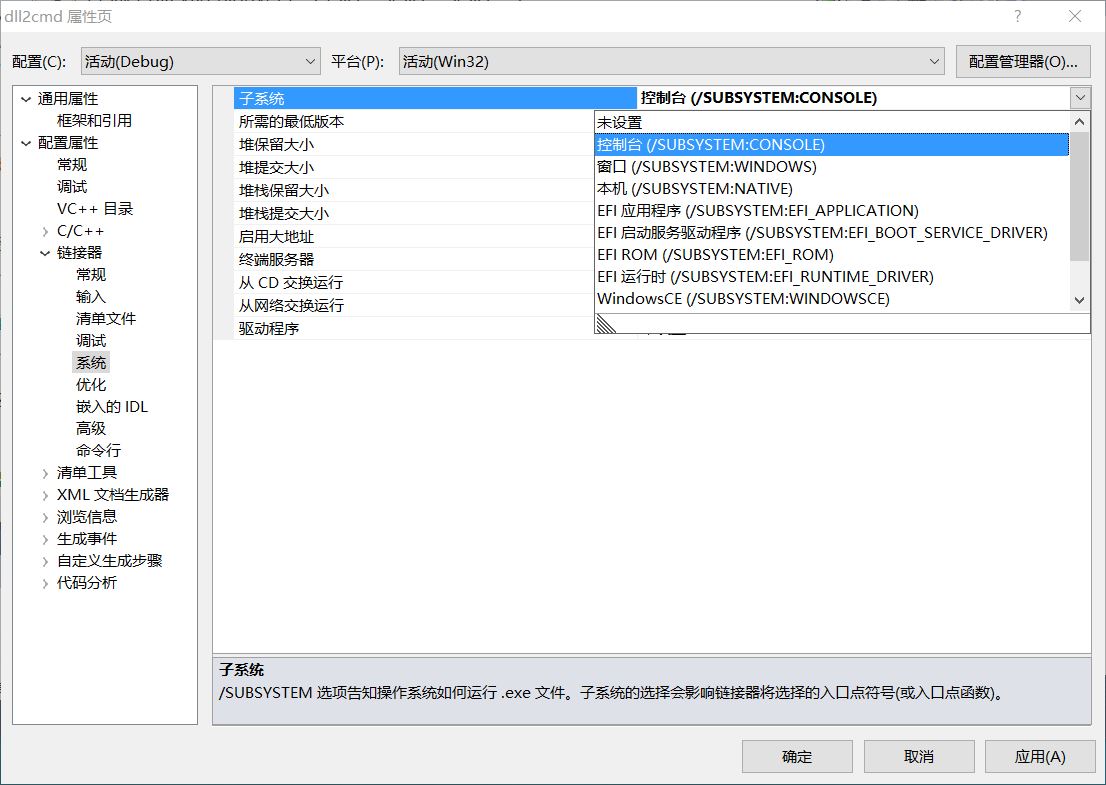 dll2cmd 属性页
配置(C): 活动(Debug) 平台(P): 活动(Win32) 配置管理器(O)...
通用属性
框架和引用
配置属性
常规
调试
VC++ 目录
C/C++
链接器
常规
输入
清单文件
调试
系统
优化
嵌入的 IDL
高级
命令行
清单工具
XML 文档生成器
浏览信息
生成事件
自定义生成步骤
代码分析
子系统 控制台 (/SUBSYSTEM:CONSOLE)
所需的最低版本
堆保留大小
堆提交大小
堆栈保留大小
堆栈提交大小
启用大地址
终端服务器
从 CD 交换运行
从网络交换运行
驱动程序
未设置
控制台 (/SUBSYSTEM:CONSOLE)
窗口 (/SUBSYSTEM:WINDOWS)
本机 (/SUBSYSTEM:NATIVE)
EFI 应用程序 (/SUBSYSTEM:EFI_APPLICATION)
EFI 启动服务驱动程序 (/SUBSYSTEM:EFI_BOOT_SERVICE_DRIVER)
EFI ROM (/SUBSYSTEM:EFI_ROM)
EFI 运行时 (/SUBSYSTEM:EFI_RUNTIME_DRIVER)
WindowsCE (/SUBSYSTEM:WINDOWSCE)
子系统
/SUBSYSTEM 选项告知操作系统如何运行 .exe 文件。子系统的选择会影响链接器将选择的入口点符号(或入口点函数)。
确定 取消 应用(A)